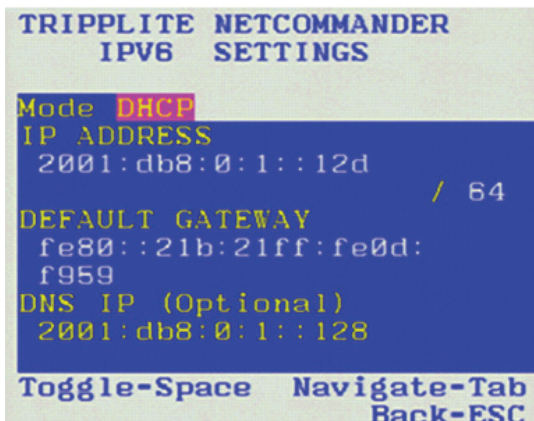 TRIPPLITE NETCOMMANDER
IPV6 SETTINGS
Mode DHCP
IP ADDRESS
2001:db8:0:1::12d
/ 64
DEFAULT GATEWAY
fe80::21b:21ff:fe0d:
f959
DNS IP (Optional)
2001:db8:0:1::128
Toggle-Space Navigate-Tab
Back-ESC